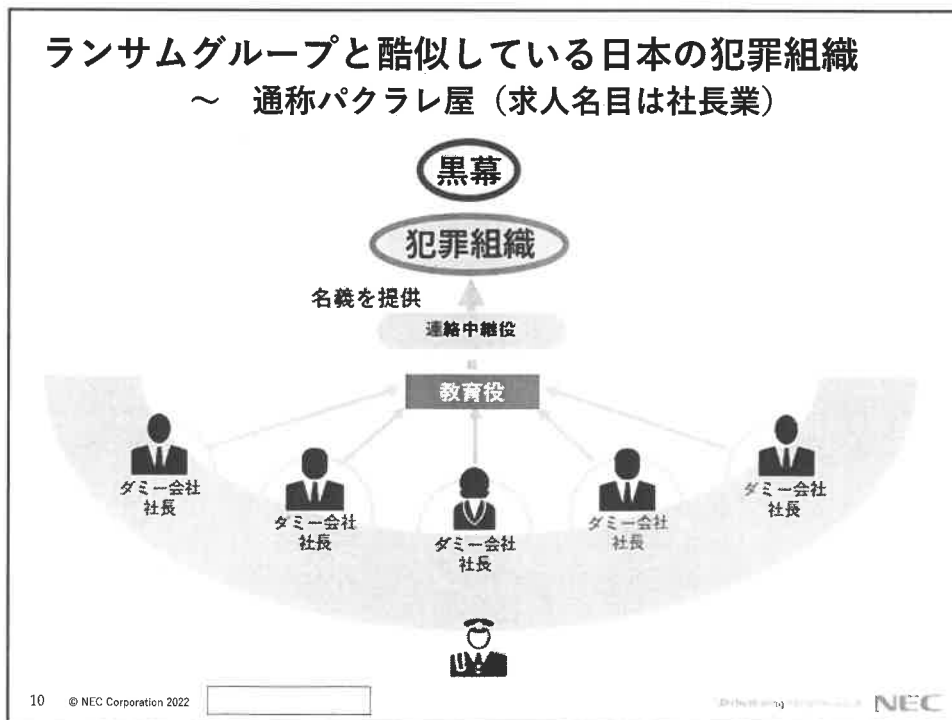 ランサムグループと酷似している日本の犯罪組織
～ 通称パクラレ屋（求人名目は社長業）
黒幕
犯罪組織
名義を提供
連絡中継役
教育役
ダミー会社
社長
ダミー会社
社長
ダミー会社
社長
ダミー会社
社長
ダミー会社
社長
10 © NEC Corporation 2022
NEC